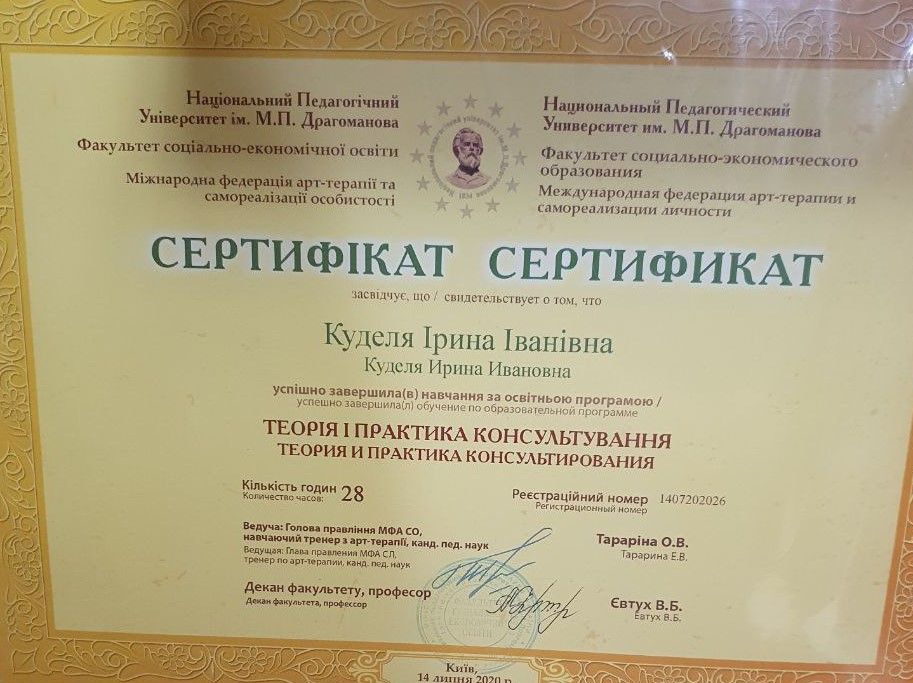 Національний Педагогічний
Університет ім. М.П. Драгоманова
Факультет соціально-економічної освіти
Міжнародна федерація арт-терапії та
самореалізації особистості
Национальный Педагогический
Университет им. М.П. Драгоманова
Факультет социально-экономического
образования
Международная федерация арт-терапии и
самореализации личности
СЕРТИФІКАТ СЕРТИФИКАТ
засвідчує, що / свидетельствует о том, что
Куделя Ірина Іванівна
Куделя Ирина Ивановна
успішно завершила(в) навчання за освітньою програмою /
успешно завершила(л) обучение по образовательной программе
ТЕОРІЯ І ПРАКТИКА КОНСУЛЬТУВАННЯ
ТЕОРИЯ И ПРАКТИКА КОНСУЛЬТИРОВАНИЯ
Кількість годин 28
Количество часов:
Реєстраційний номер 1407202026
Регистрационный номер
Ведуча: Голова правління МФА СО,
навчаючий тренер з арт-терапії, канд. пед. наук
Ведущая: Глава правления МФА СЛ,
тренер по арт-терапии, канд. пед. наук
Тараріна О.В.
Тарарина Е.В.
Декан факультету, професор
Декан факультета, профессор
Євтух В.Б.
Евтух В.Б.
Київ,
14 липня 2020 р.